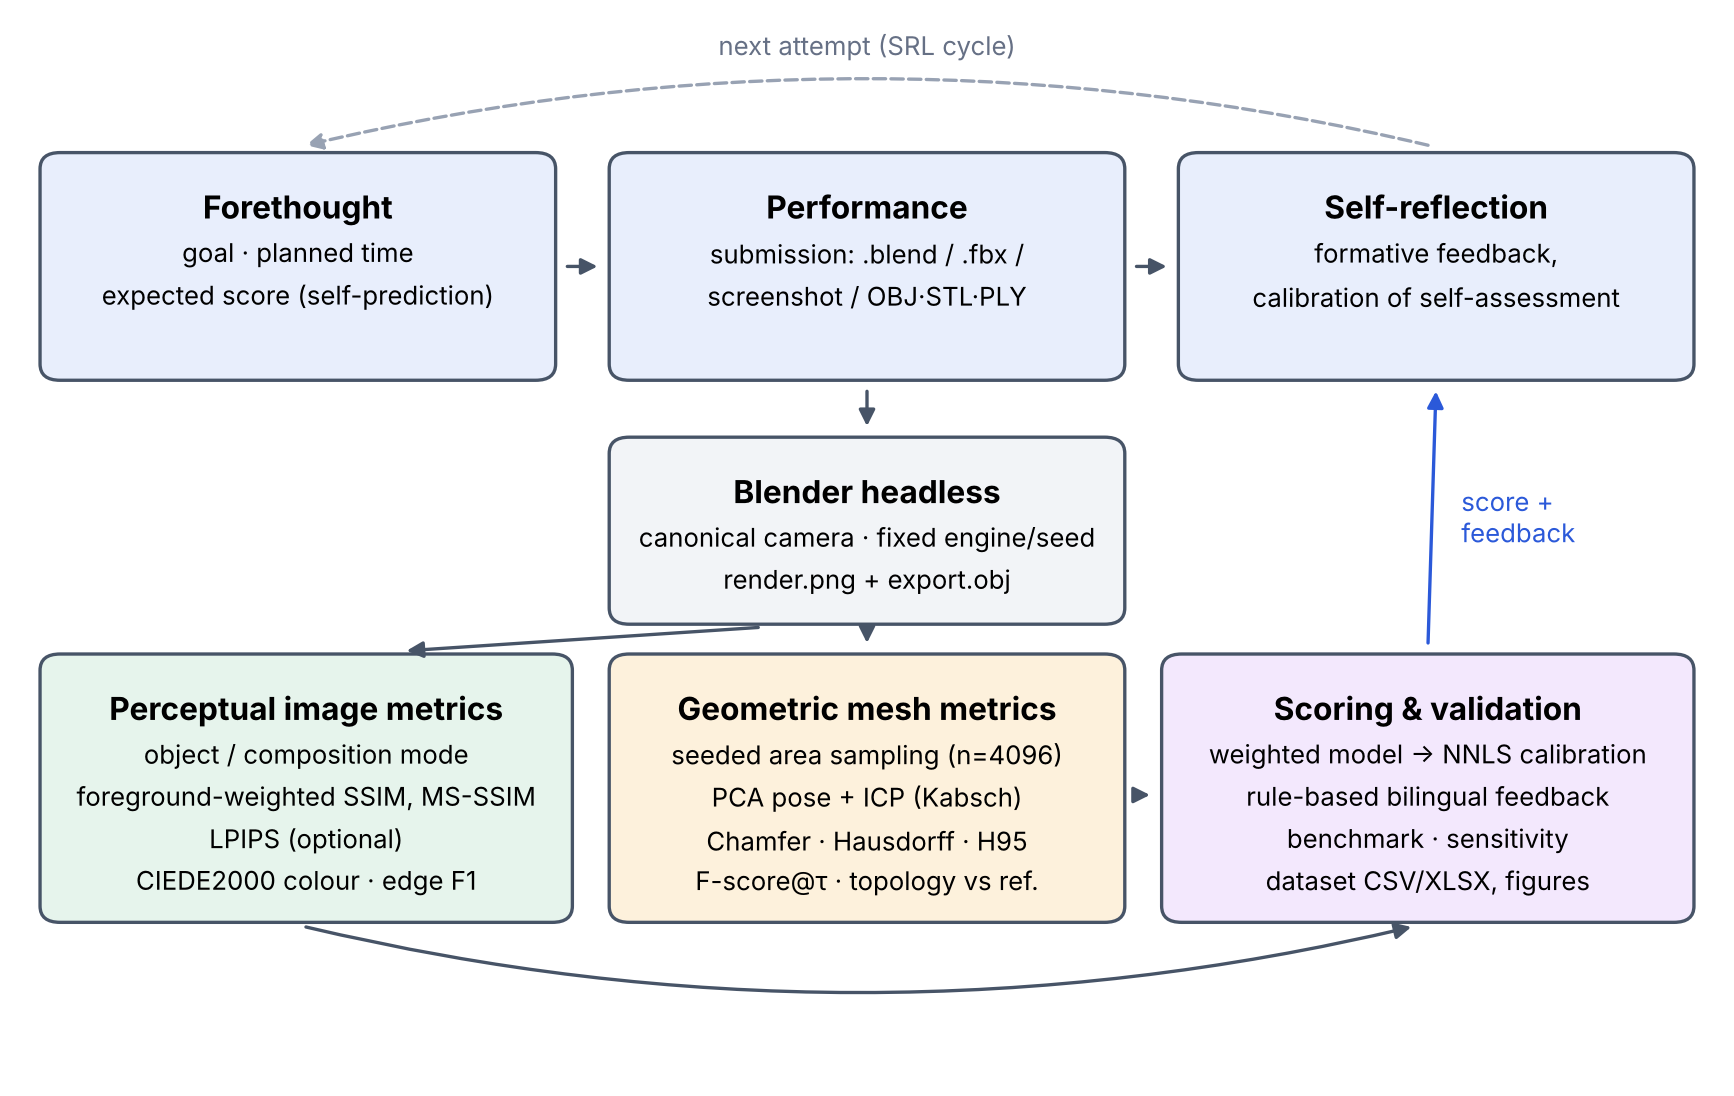 next attempt (SRL cycle)
Forethought
goal · planned time
expected score (self-prediction)
Performance
submission: .blend / .fbx /
screenshot / OBJ·STL·PLY
Self-reflection
formative feedback,
calibration of self-assessment
Blender headless
canonical camera · fixed engine/seed
render.png + export.obj
score +
feedback
Perceptual image metrics
object / composition mode
foreground-weighted SSIM, MS-SSIM
LPIPS (optional)
CIEDE2000 colour · edge F1
Geometric mesh metrics
seeded area sampling (n=4096)
PCA pose + ICP (Kabsch)
Chamfer · Hausdorff · H95
F-score@τ · topology vs ref.
Scoring & validation
weighted model → NNLS calibration
rule-based bilingual feedback
benchmark · sensitivity
dataset CSV/XLSX, figures